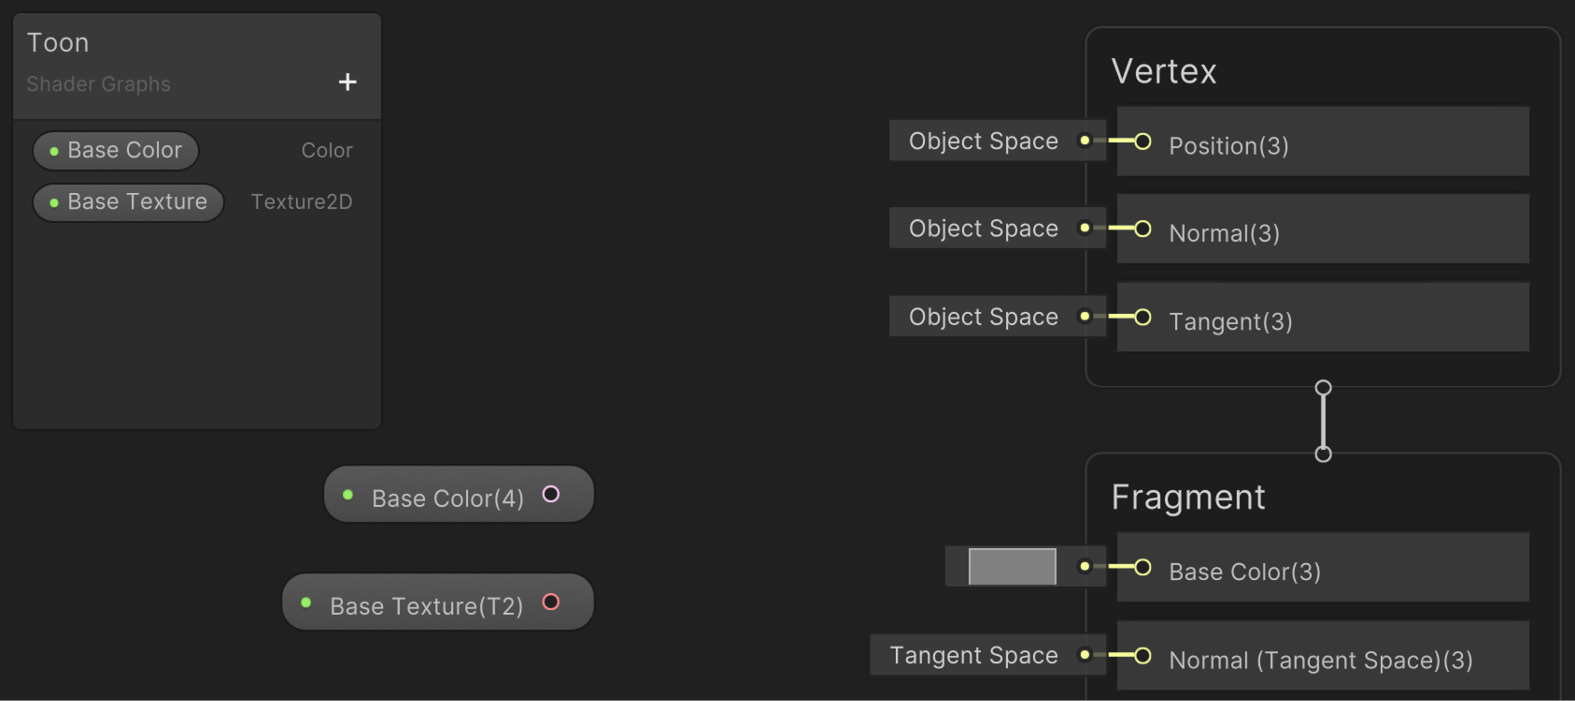 Toon
Shader Graphs
+
Base Color Color
Base Texture Texture2D
Base Color(4)
Base Texture(T2)
Vertex
Object Space Position(3)
Object Space Normal(3)
Object Space Tangent(3)
Fragment
Base Color(3)
Tangent Space Normal (Tangent Space)(3)